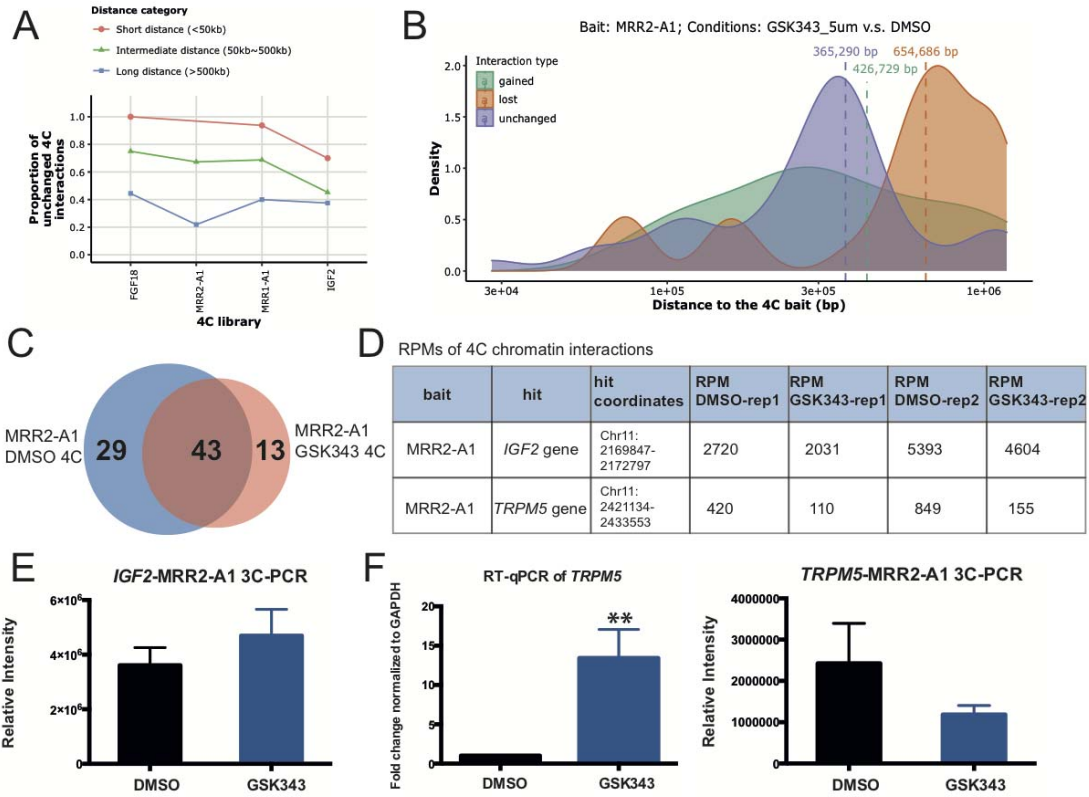 A
Distance category
Short distance (<50kb)
Intermediate distance (50kb~500kb)
Long distance (>500kb)
Proportion of
unchanged 4C
interactions
1.0
0.8
0.6
0.4
0.2
0.0
FGF18
MRR2-A1
MRR1-A1
IGF2
4C library
B
Bait: MRR2-A1; Conditions: GSK343_5um v.s. DMSO
365,290 bp 654,686 bp
426,729 bp
Interaction type
gained
lost
unchanged
Density
2.0
1.5
1.0
0.5
0.0
3e+04 1e+05 3e+05 1e+06
Distance to the 4C bait (bp)
C
MRR2-A1
DMSO 4C
29
43
13
MRR2-A1
GSK343 4C
D
RPMs of 4C chromatin interactions
bait hit hit coordinates RPM DMSO-rep1 RPM GSK343-rep1 RPM DMSO-rep2 RPM GSK343-rep2
MRR2-A1 IGF2 gene Chr11: 2169847- 2172797 2720 2031 5393 4604
MRR2-A1 TRPM5 gene Chr11: 2421134- 2433553 420 110 849 155
E
IGF2-MRR2-A1 3C-PCR
Relative Intensity
6×10⁶
4×10⁶
2×10⁶
0
DMSO GSK343
F
RT-qPCR of TRPM5
Fold change normalized to GAPDH
20
15
10
5
0
**
DMSO GSK343
TRPM5-MRR2-A1 3C-PCR
Relative Intensity
4000000
3000000
2000000
1000000
0
DMSO GSK343